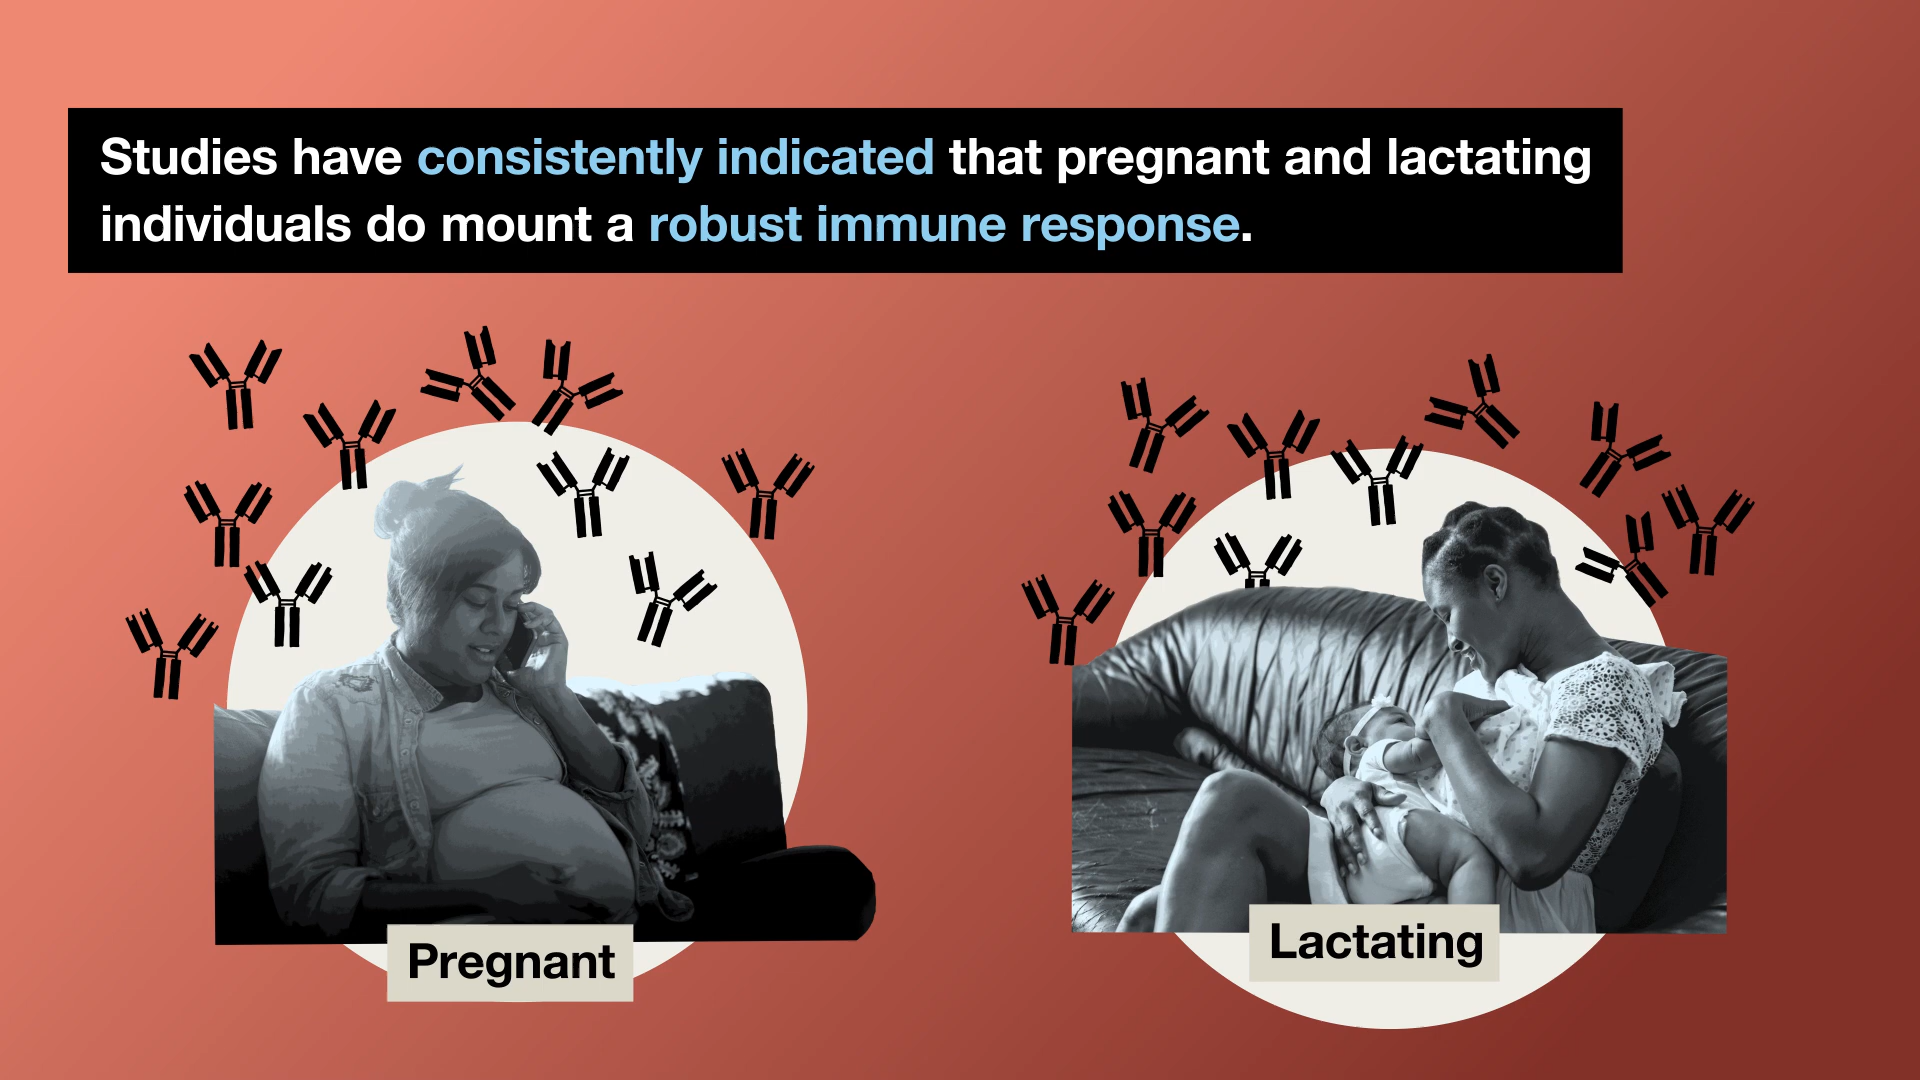 Studies have consistently indicated that pregnant and lactating
individuals do mount a robust immune response.
Pregnant
Lactating